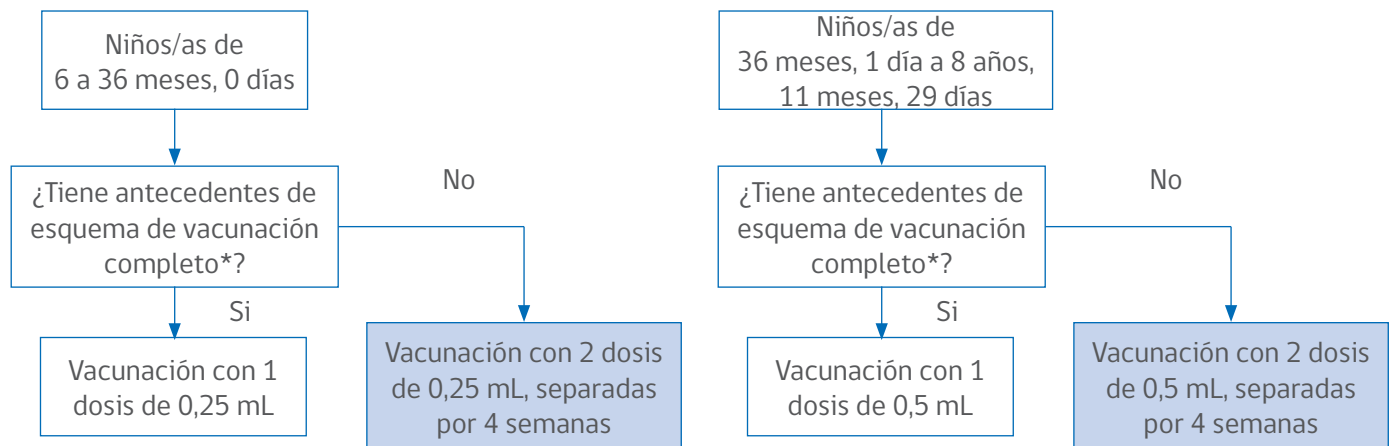 Niños/as de
6 a 36 meses, 0 días
¿Tiene antecedentes de
esquema de vacunación
completo*?
No
Si
Vacunación con 1
dosis de 0,25 mL
Vacunación con 2 dosis
de 0,25 mL, separadas
por 4 semanas
Niños/as de
36 meses, 1 día a 8 años,
11 meses, 29 días
¿Tiene antecedentes de
esquema de vacunación
completo*?
No
Si
Vacunación con 1
dosis de 0,5 mL
Vacunación con 2 dosis
de 0,5 mL, separadas
por 4 semanas